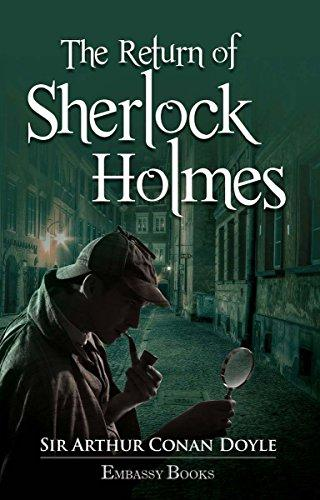 The Return of
Sherlock
Holmes
SIR ARTHUR CONAN DOYLE
EMBASSY BOOKS